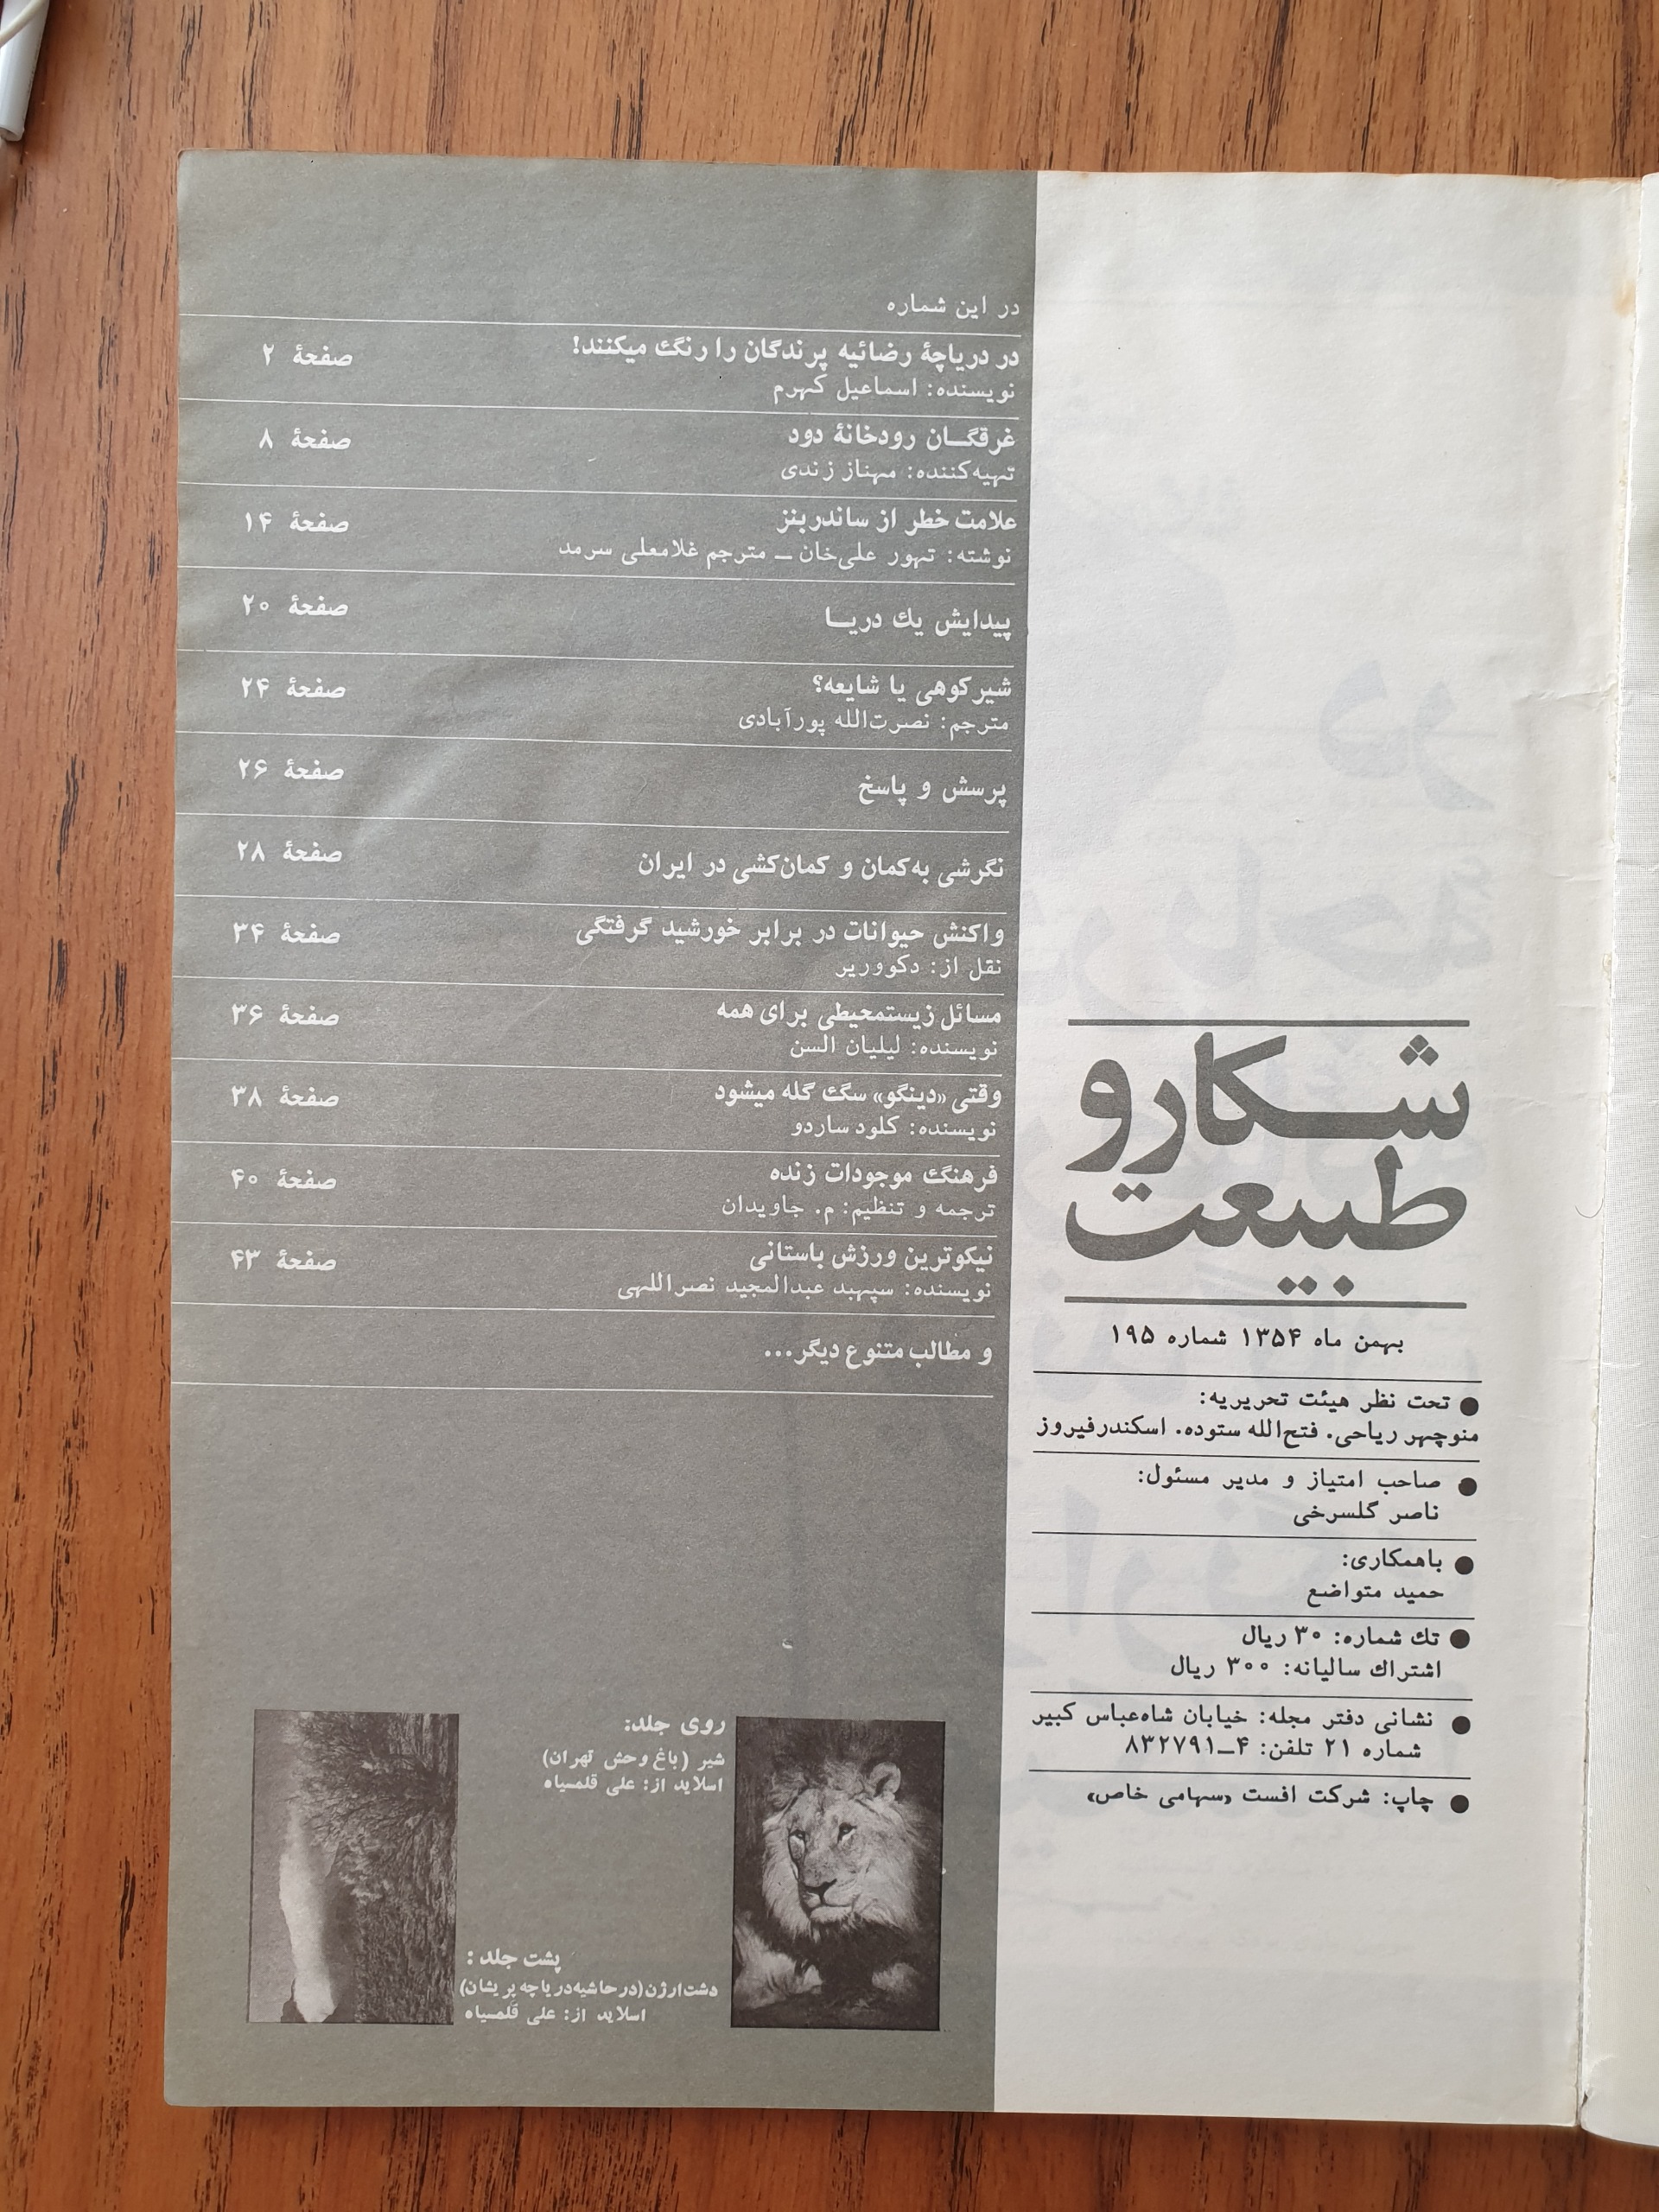 شکار و
طبیعت
بهمن ماه ۱۳۵۴ شماره ۱۹۵
● تحت نظر هیئت تحریریه:
منوچهر ریاحی. فتح‌الله ستوده. اسکندر فیروز
● صاحب امتیاز و مدیر مسئول:
ناصر گلسرخی
● باهمکاری:
حمید متواضع
● تك شماره: ۳۰ ریال
اشتراك سالیانه: ۳۰۰ ریال
● نشانی دفتر مجله: خیابان شاه‌عباس کبیر
شماره ۲۱ تلفن: ۴ــ۸۳۲۷۹۱
● چاپ: شرکت افست «سهامی خاص»
در این شماره
در دریاچهٔ رضائیه پرندگان را رنگ میکنند! صفحهٔ ۲
نویسنده: اسماعیل کهرم
غرقگــان رودخانهٔ دود صفحهٔ ۸
تهیه‌کننده: مهناز زندی
علامت خطر از ساندربنز صفحهٔ ۱۴
نوشته: تهور علی‌خان ــ مترجم غلامعلی سرمد
پیدایش یك دریــا صفحهٔ ۲۰
شیر کوهی یا شایعه؟ صفحهٔ ۲۴
مترجم: نصرت‌الله پورآبادی
پرسش و پاسخ صفحهٔ ۲۶
نگرشی به‌کمان و کمان‌کشی در ایران صفحهٔ ۲۸
واکنش حیوانات در برابر خورشید گرفتگی صفحهٔ ۳۴
نقل از: دکووریر
مسائل زیستمحیطی برای همه صفحهٔ ۳۶
نویسنده: لیلیان السن
وقتی «دینگو» سگ گله میشود صفحهٔ ۳۸
نویسنده: کلود ساردو
فرهنگ موجودات زنده صفحهٔ ۴۰
ترجمه و تنظیم: م. جاویدان
نیکوترین ورزش باستانی صفحهٔ ۴۳
نویسنده: سپهبد عبدالمجید نصراللهی
و مطالب متنوع دیگر...
روی جلد:
شیر (باغ وحش تهران)
اسلاید از: علی قلمسیاه
پشت جلد:
دشت‌ارژن(درحاشیه‌دریاچه پریشان)
اسلاید از: علی قلمسیاه